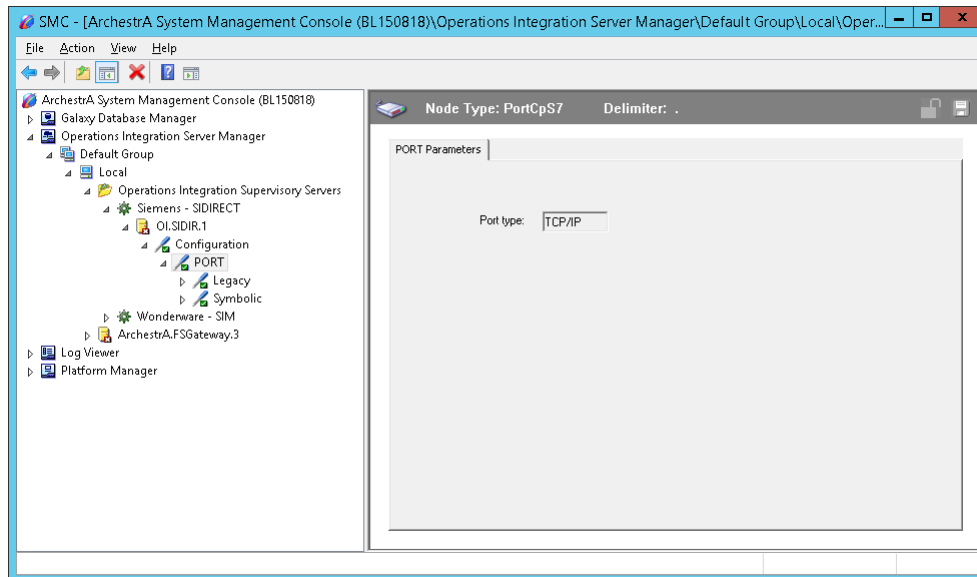 SMC - [ArchestrA System Management Console (BL150818)\Operations Integration Server Manager\Default Group\Local\Oper...
File Action View Help
ArchestrA System Management Console (BL150818)
Galaxy Database Manager
Operations Integration Server Manager
Default Group
Local
Operations Integration Supervisory Servers
Siemens - SIDIRECT
OI.SIDIR.1
Configuration
PORT
Legacy
Symbolic
Wonderware - SIM
ArchestrA.FSGateway.3
Log Viewer
Platform Manager
Node Type: PortCpS7 Delimiter: .
PORT Parameters
Port type: TCP/IP